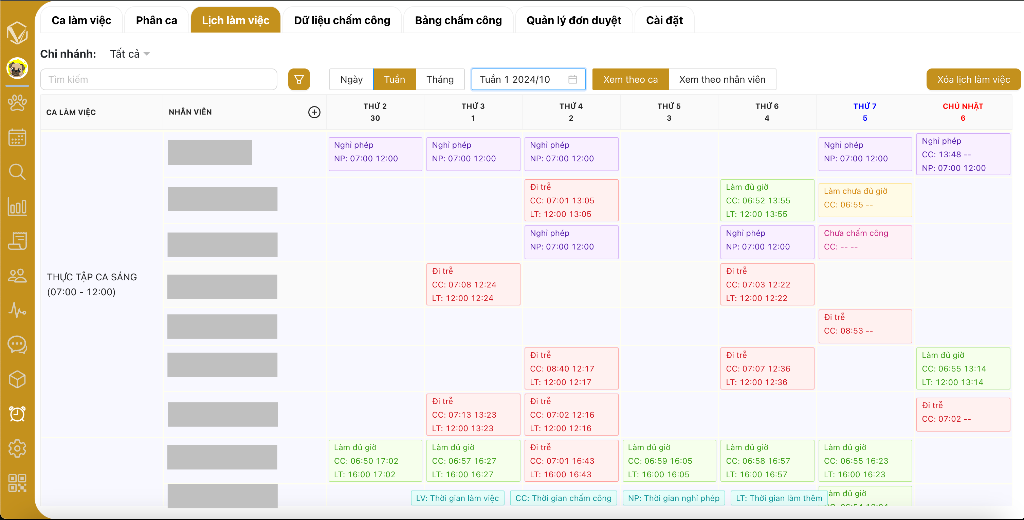 Ca làm việc Phân ca Lịch làm việc Dữ liệu chấm công Bảng chấm công Quản lý đơn duyệt Cài đặt
Chi nhánh: Tất cả
Tìm kiếm Ngày Tuần Tháng Tuần 1 2024/10 Xem theo ca Xem theo nhân viên Xóa lịch làm việc
CA LÀM VIỆC NHÂN VIÊN THỨ 2 THỨ 3 THỨ 4 THỨ 5 THỨ 6 THỨ 7 CHỦ NHẬT
30 1 2 3 4 5 6
THỰC TẬP CA SÁNG
(07:00 - 12:00)
Nghỉ phép Nghỉ phép Nghỉ phép Nghỉ phép Nghỉ phép
NP: 07:00 12:00 NP: 07:00 12:00 NP: 07:00 12:00 NP: 07:00 12:00 CC: 13:48 --
NP: 07:00 12:00
Đi trễ Làm đủ giờ Làm chưa đủ giờ
CC: 07:01 13:05 CC: 06:52 13:55 CC: 06:55 --
LT: 12:00 13:05 LT: 12:00 13:55
Nghỉ phép Nghỉ phép Chưa chấm công
NP: 07:00 12:00 NP: 07:00 12:00 CC: -- --
Đi trễ Đi trễ
CC: 07:08 12:24 CC: 07:03 12:22
LT: 12:00 12:24 LT: 12:00 12:22
Đi trễ
CC: 08:53 --
Đi trễ Đi trễ Làm đủ giờ
CC: 08:40 12:17 CC: 07:07 12:36 CC: 06:55 13:14
LT: 12:00 12:17 LT: 12:00 12:36 LT: 12:00 13:14
Đi trễ Đi trễ Đi trễ
CC: 07:13 13:23 CC: 07:02 12:16 CC: 07:02 --
LT: 12:00 13:23 LT: 12:00 12:16
Làm đủ giờ Làm đủ giờ Đi trễ Làm đủ giờ Làm đủ giờ Làm đủ giờ
CC: 06:50 17:02 CC: 06:57 16:27 CC: 07:01 16:43 CC: 06:59 16:05 CC: 06:58 16:57 CC: 06:55 16:23
LT: 16:00 17:02 LT: 16:00 16:27 LT: 16:00 16:43 LT: 16:00 16:05 LT: 16:00 16:57 LT: 16:00 16:23
LV: Thời gian làm việc CC: Thời gian chấm công NP: Thời gian nghỉ phép LT: Thời gian làm thêm đủ giờ